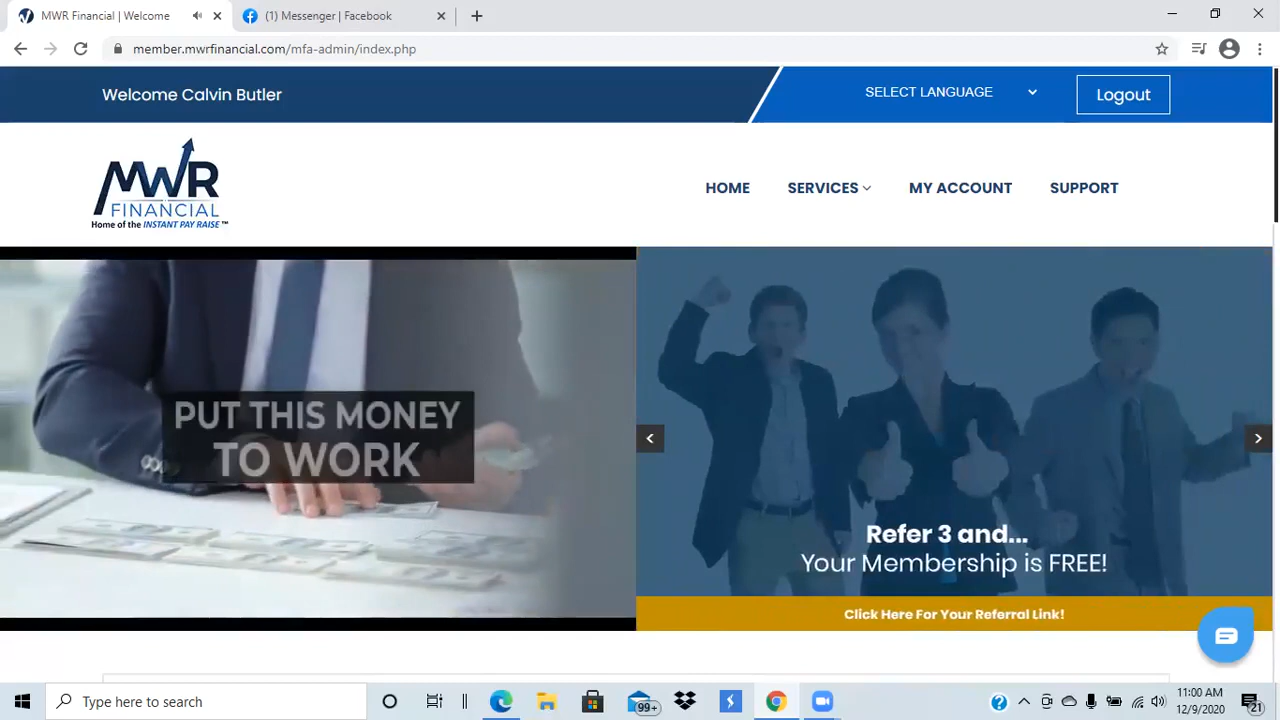 MWR Financial | Welcome
(1) Messenger | Facebook
member.mwrfinancial.com/mfa-admin/index.php
Welcome Calvin Butler
SELECT LANGUAGE
Logout
MWR
FINANCIAL
Home of the INSTANT PAY RAISE™
HOME
SERVICES
MY ACCOUNT
SUPPORT
PUT THIS MONEY
TO WORK
Refer 3 and...
Your Membership is FREE!
Click Here For Your Referral Link!
Type here to search
99+
11:00 AM
12/9/2020
21